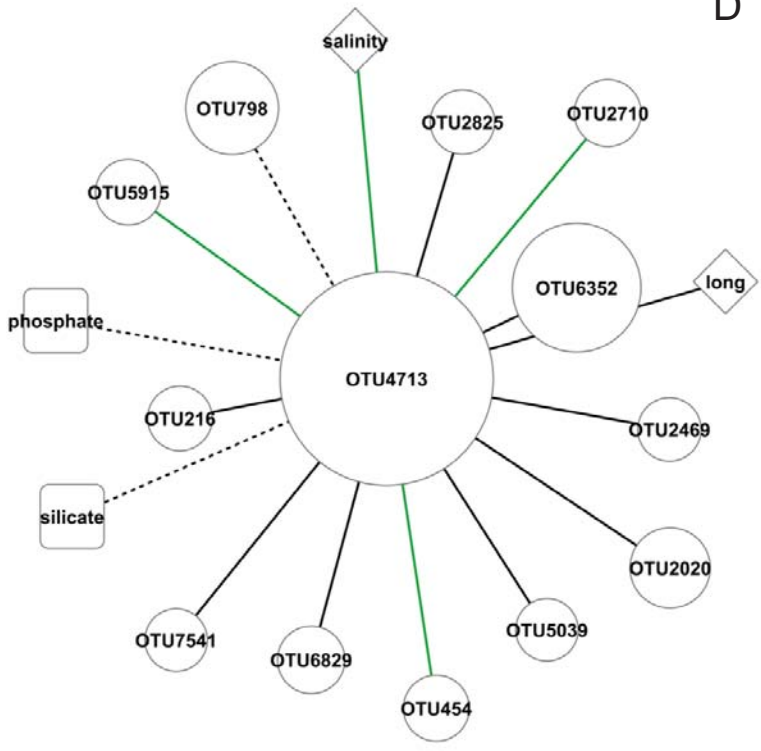 D
salinity
OTU798
OTU2825
OTU2710
OTU5915
OTU6352
long
phosphate
OTU4713
OTU216
OTU2469
silicate
OTU2020
OTU7541
OTU6829
OTU5039
OTU454